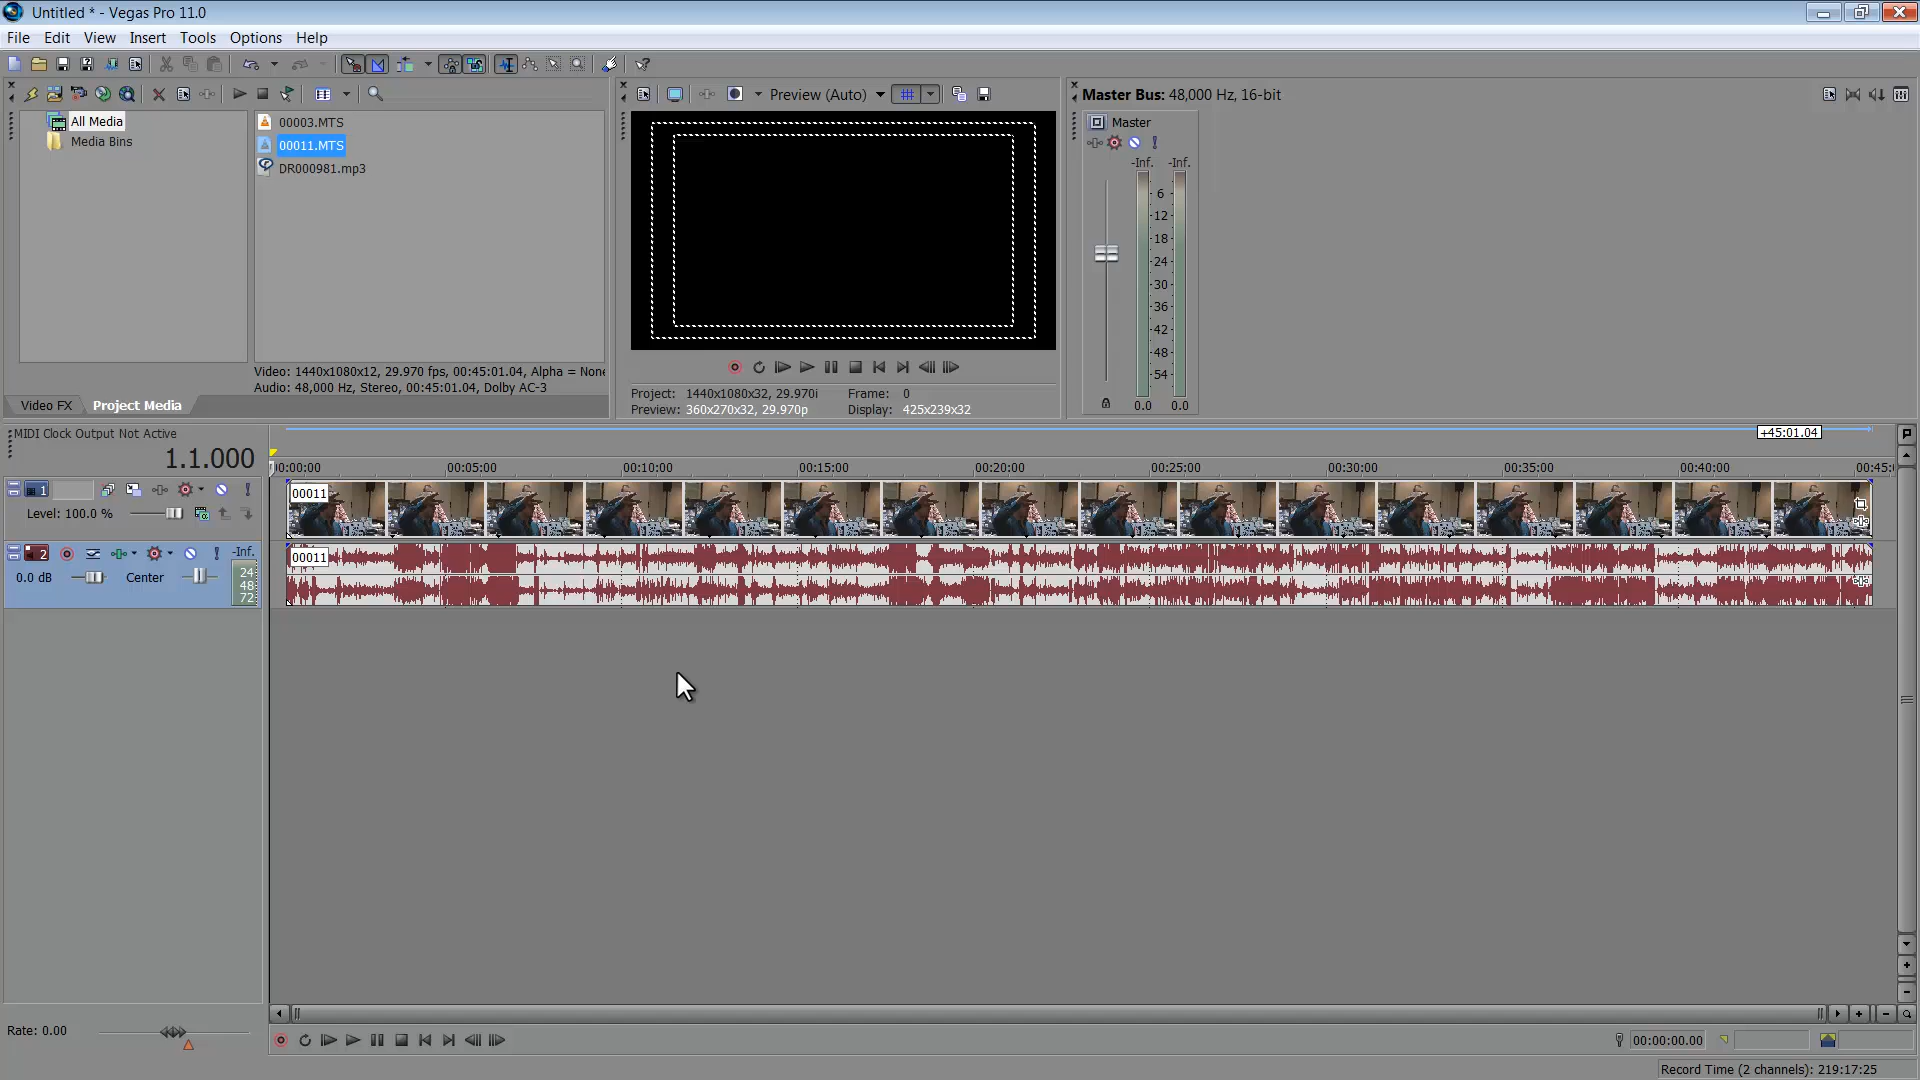 Untitled * - Vegas Pro 11.0
File Edit View Insert Tools Options Help
All Media
Media Bins
00003.MTS
00011.MTS
DR000981.mp3
Video: 1440x1080x12, 29.970 fps, 00:45:01.04, Alpha = None
Audio: 48,000 Hz, Stereo, 00:45:01.04, Dolby AC-3
Video FX Project Media
Preview (Auto)
Project: 1440x1080x32, 29.970i Frame: 0
Preview: 360x270x32, 29.970p Display: 425x239x32
Master Bus: 48,000 Hz, 16-bit
Master
-Inf. -Inf.
6
-12-
-18-
-24-
-30-
-36-
-42-
-48-
-54-
0.0 0.0
MIDI Clock Output Not Active
1.1.000
+45:01.04
00:00:00 00:05:00 00:10:00 00:15:00 00:20:00 00:25:00 00:30:00 00:35:00 00:40:00 00:45:0
1
Level: 100.0 %
00011
2
-Inf.
0.0 dB Center
24
48
72
00011
Rate: 0.00
00:00:00.00
Record Time (2 channels): 219:17:25